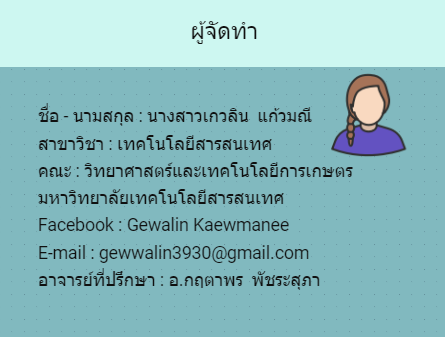 ผู้จัดทำ
ชื่อ - นามสกุล : นางสาวเกวลิน แก้วมณี
สาขาวิชา : เทคโนโลยีสารสนเทศ
คณะ : วิทยาศาสตร์และเทคโนโลยีการเกษตร
มหาวิทยาลัยเทคโนโลยีสารสนเทศ
Facebook : Gewalin Kaewmanee
E-mail : gewwalin3930@gmail.com
อาจารย์ที่ปรึกษา : อ.กฤตาพร พัชระสุภา